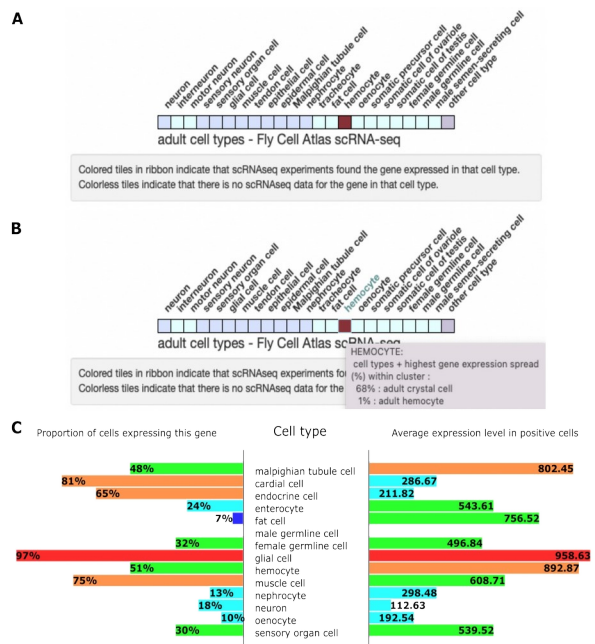 A
neuron
interneuron
motor neuron
sensory neuron
sensory organ cell
glial cell
muscle cell
tendon cell
epithelial cell
epidermal cell
Malpighian tubule cell
nephrocyte
tracheocyte
fat cell
hemocyte
oenocyte
somatic precursor cell
somatic cell of ovariole
somatic cell of testis
female germline cell
male germline cell
male semen-secreting cell
other cell type
adult cell types - Fly Cell Atlas scRNA-seq
Colored tiles in ribbon indicate that scRNAseq experiments found the gene expressed in that cell type.
Colorless tiles indicate that there is no scRNAseq data for the gene in that cell type.
B
neuron
interneuron
motor neuron
sensory neuron
sensory organ cell
glial cell
muscle cell
tendon cell
epithelial cell
epidermal cell
Malpighian tubule cell
nephrocyte
tracheocyte
fat cell
hemocyte
oenocyte
somatic precursor cell
somatic cell of ovariole
somatic cell of testis
female germline cell
male germline cell
male semen-secreting cell
other cell type
adult cell types - Fly Cell Atlas scRNA-seq
Colored tiles in ribbon indicate that scRNAseq experiments fou
Colorless tiles indicate that there is no scRNAseq data for the
HEMOCYTE:
cell types + highest gene expression spread
(%) within cluster :
68% : adult crystal cell
1% : adult hemocyte
C
Proportion of cells expressing this gene Cell type Average expression level in positive cells
48% malpighian tubule cell 802.45
81% cardial cell 286.67
65% endocrine cell 211.82
24% enterocyte 543.61
7% fat cell 756.52
male germline cell
32% female germline cell 496.84
97% glial cell 958.63
51% hemocyte 892.87
75% muscle cell 608.71
13% nephrocyte 298.48
18% neuron 112.63
10% oenocyte 192.54
30% sensory organ cell 539.52